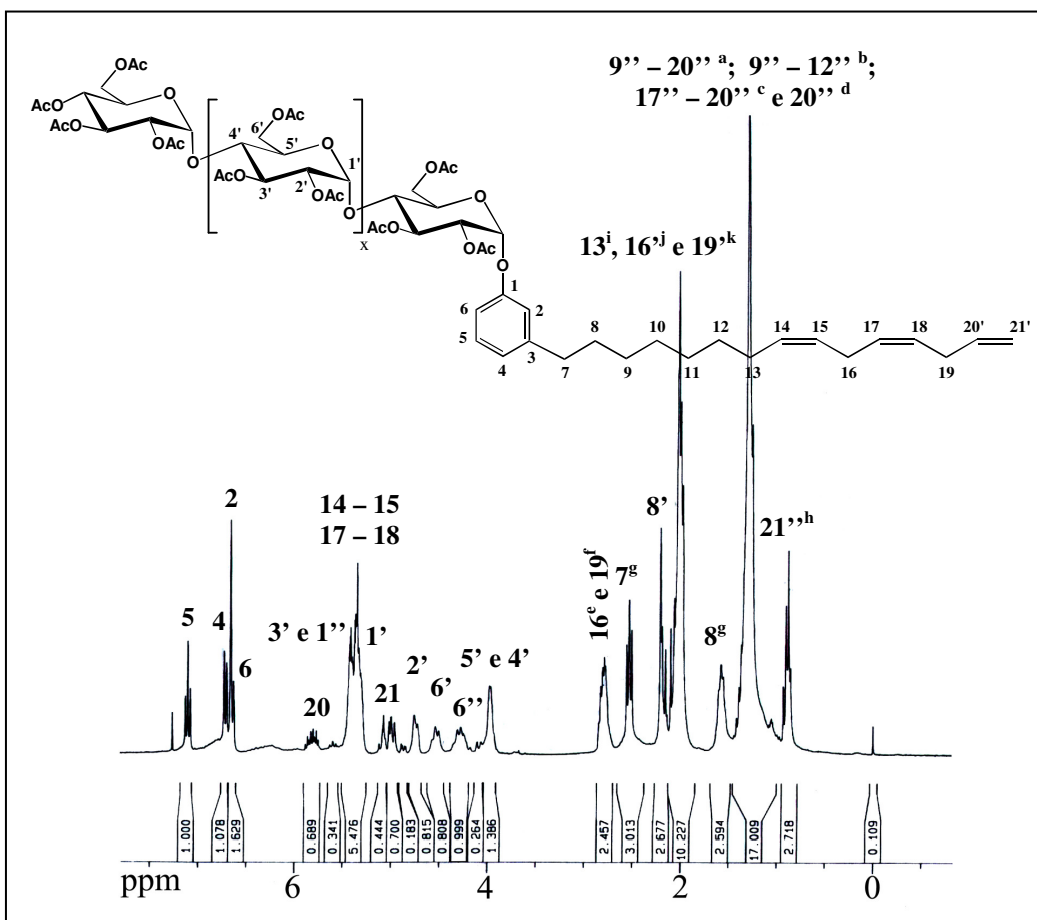 9’’ – 20’’ a; 9’’ – 12’’ b;
17’’ – 20’’ c e 20’’ d
OAc
O
AcO
AcO
OAc
O
4'
6'
OAc
5'
O
1'
AcO
3'
2'
OAc
O
x
OAc
O
AcO
OAc
O
13i, 16’j e 19’k
1
6
2
5
3
4
7
8
9
10
11
12
13
14
15
16
17
18
19
20'
21'
2
14 – 15
17 – 18
8’
21’’h
16e e 19f
7g
5
4
6
3’ e 1’’
1’
2’
5’ e 4’
6’
6’’
8g
20
21
1.000
1.078
1.629
0.689
0.341
5.476
0.444
0.700
0.183
0.815
0.808
0.999
0.264
1.386
2.457
3.013
2.677
10.227
2.594
17.009
2.718
0.109
ppm 6 4 2 0